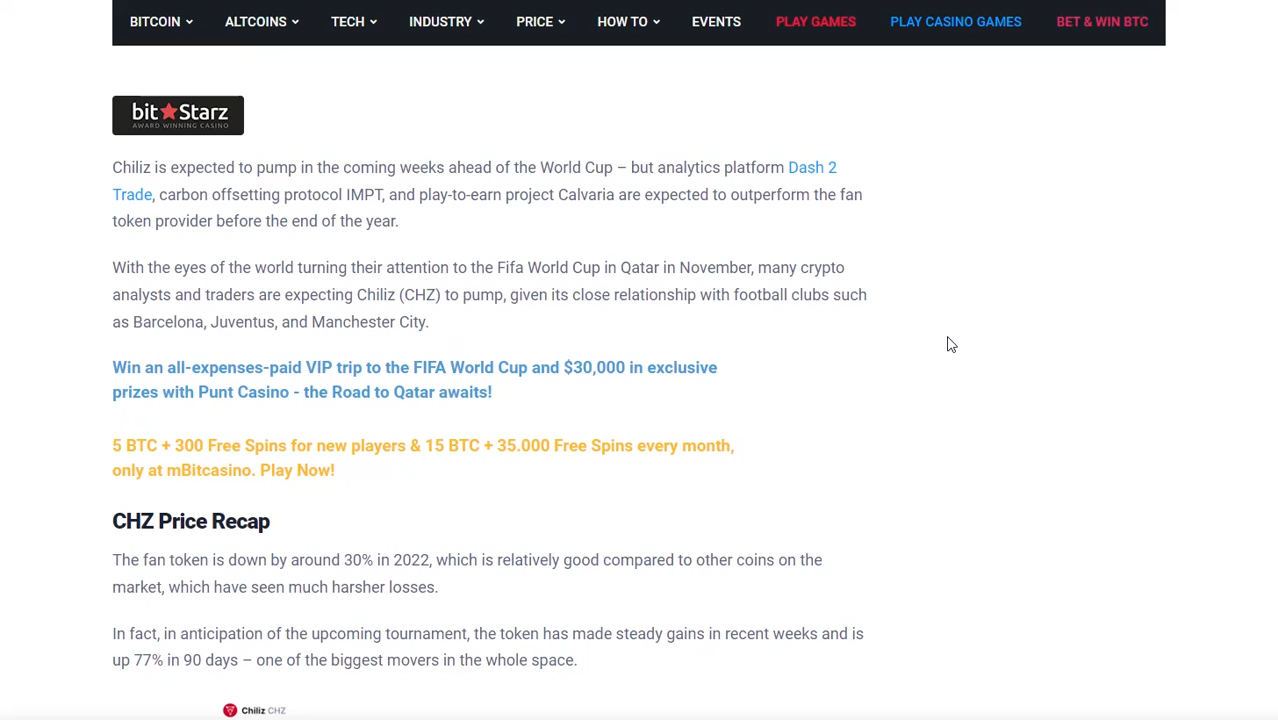 BITCOIN ALTCOINS TECH INDUSTRY PRICE HOW TO EVENTS PLAY GAMES PLAY CASINO GAMES BET & WIN BTC
bit Starz
AWARD WINNING CASINO
Chiliz is expected to pump in the coming weeks ahead of the World Cup – but analytics platform Dash 2
Trade, carbon offsetting protocol IMPT, and play-to-earn project Calvaria are expected to outperform the fan
token provider before the end of the year.
With the eyes of the world turning their attention to the Fifa World Cup in Qatar in November, many crypto
analysts and traders are expecting Chiliz (CHZ) to pump, given its close relationship with football clubs such
as Barcelona, Juventus, and Manchester City.
Win an all-expenses-paid VIP trip to the FIFA World Cup and $30,000 in exclusive
prizes with Punt Casino - the Road to Qatar awaits!
5 BTC + 300 Free Spins for new players & 15 BTC + 35.000 Free Spins every month,
only at mBitcasino. Play Now!
CHZ Price Recap
The fan token is down by around 30% in 2022, which is relatively good compared to other coins on the
market, which have seen much harsher losses.
In fact, in anticipation of the upcoming tournament, the token has made steady gains in recent weeks and is
up 77% in 90 days – one of the biggest movers in the whole space.
Chiliz CHZ